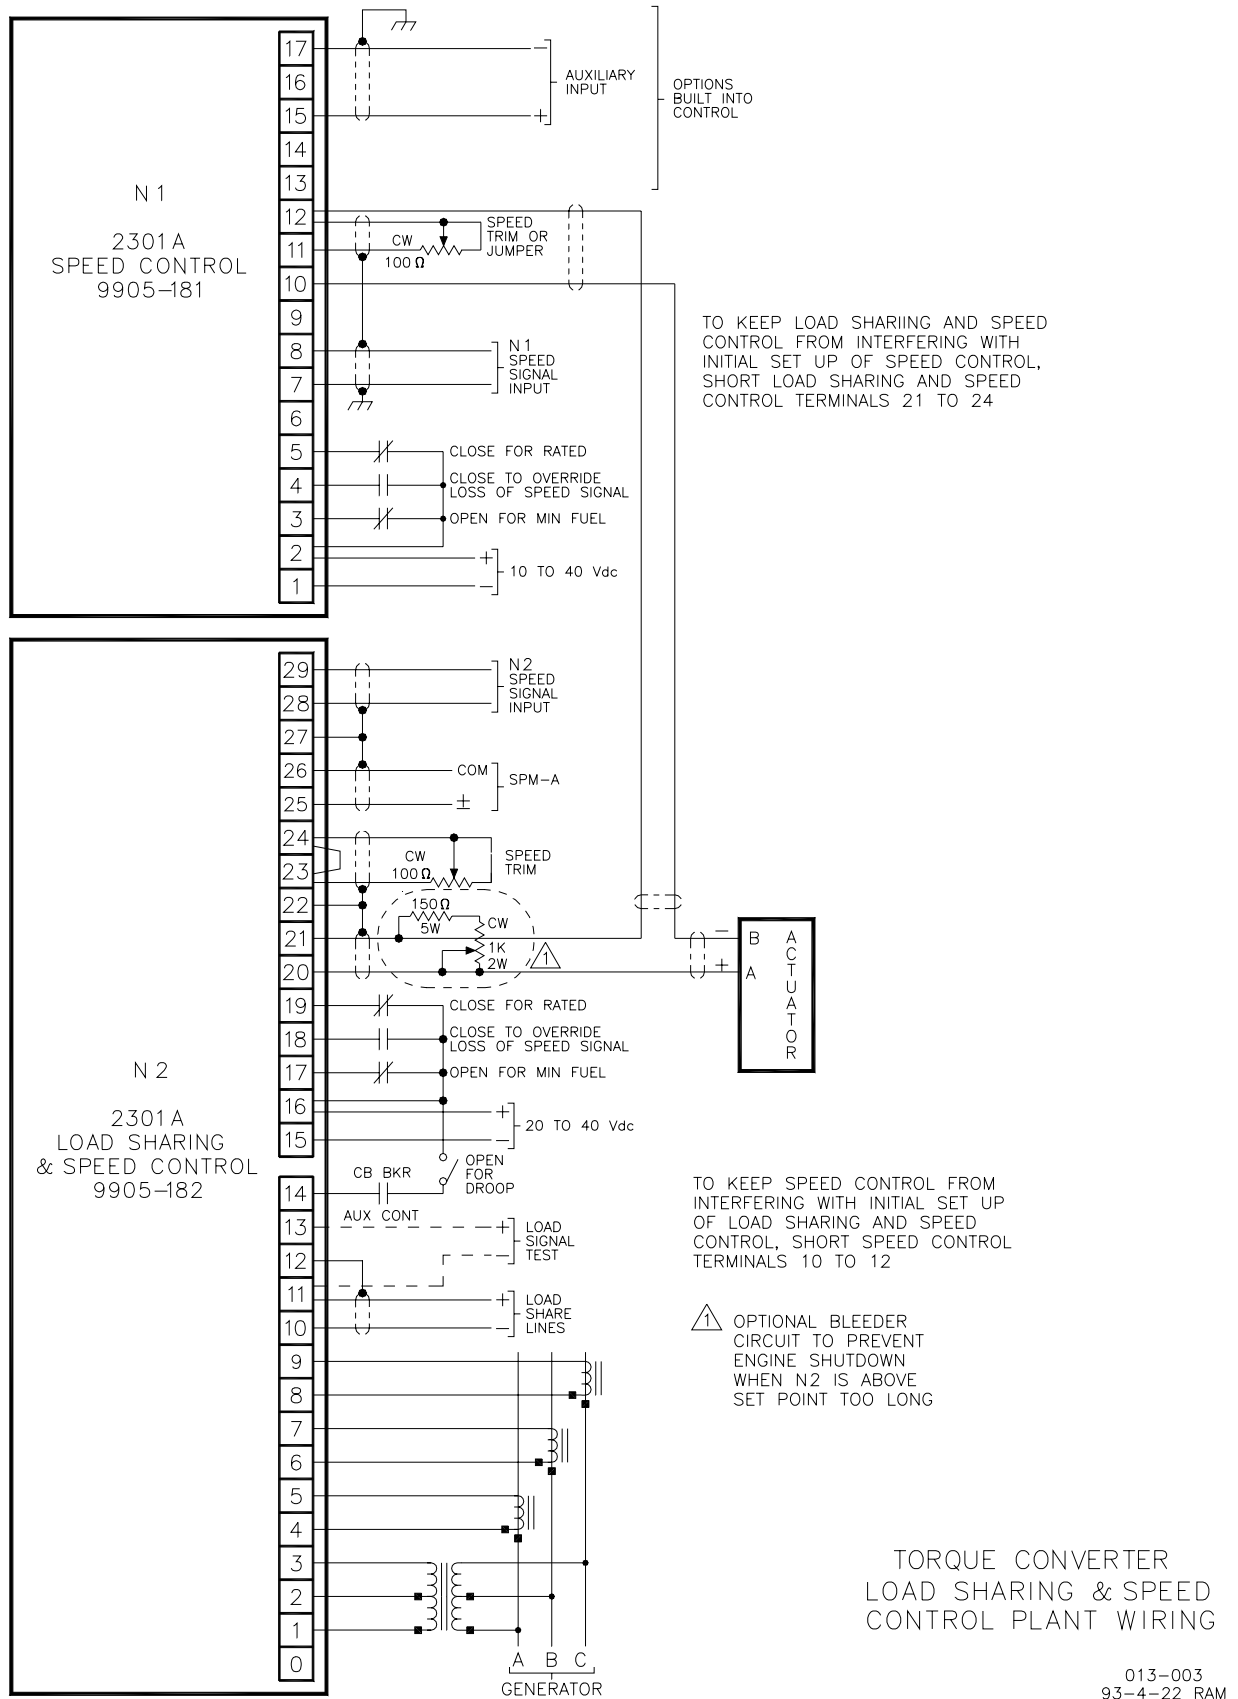 N1
2301A
SPEED CONTROL
9905-181
17
16
15
14
13
12
11
10
9
8
7
6
5
4
3
2
1
−
+
AUXILIARY
INPUT
OPTIONS
BUILT INTO
CONTROL
CW
100Ω
SPEED
TRIM OR
JUMPER
N1
SPEED
SIGNAL
INPUT
TO KEEP LOAD SHARIING AND SPEED
CONTROL FROM INTERFERING WITH
INITIAL SET UP OF SPEED CONTROL,
SHORT LOAD SHARING AND SPEED
CONTROL TERMINALS 21 TO 24
CLOSE FOR RATED
CLOSE TO OVERRIDE
LOSS OF SPEED SIGNAL
OPEN FOR MIN FUEL
+
−
10 TO 40 Vdc
N2
2301A
LOAD SHARING
& SPEED CONTROL
9905-182
29
28
27
26
25
24
23
22
21
20
19
18
17
16
15
14
13
12
11
10
9
8
7
6
5
4
3
2
1
0
N2
SPEED
SIGNAL
INPUT
COM
±
SPM-A
CW
100Ω
SPEED
TRIM
150Ω
5W
CW
1K
2W
1
−
+
B
A
ACTUATOR
CLOSE FOR RATED
CLOSE TO OVERRIDE
LOSS OF SPEED SIGNAL
OPEN FOR MIN FUEL
+
−
20 TO 40 Vdc
CB BKR
AUX CONT
OPEN
FOR
DROOP
+
−
LOAD
SIGNAL
TEST
+
−
LOAD
SHARE
LINES
TO KEEP SPEED CONTROL FROM
INTERFERING WITH INITIAL SET UP
OF LOAD SHARING AND SPEED
CONTROL, SHORT SPEED CONTROL
TERMINALS 10 TO 12
1 OPTIONAL BLEEDER
CIRCUIT TO PREVENT
ENGINE SHUTDOWN
WHEN N2 IS ABOVE
SET POINT TOO LONG
A B C
GENERATOR
TORQUE CONVERTER
LOAD SHARING & SPEED
CONTROL PLANT WIRING
013-003
93-4-22 RAM